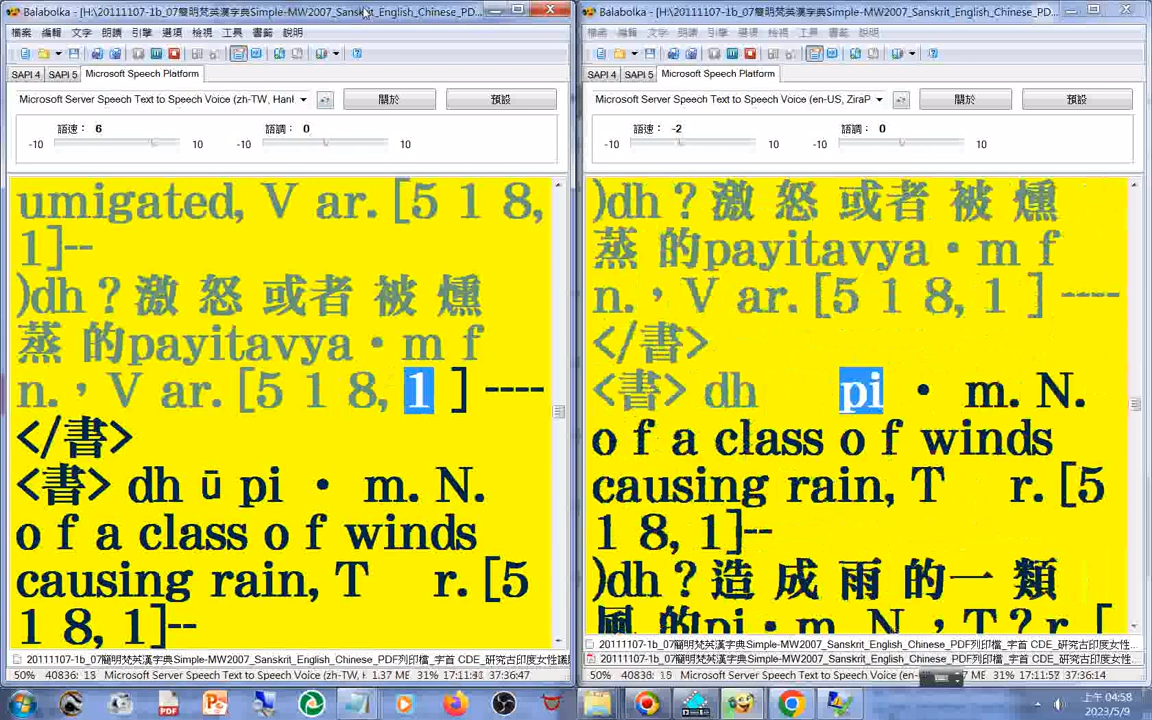 Balabolka - [H:\20111107-1b_07簡明梵英漢字典Simple-MW2007_Sanskrit_English_Chinese_PD...
檔案 編輯 文字 朗讀 引擎 選項 檢視 工具 書籤 說明
SAPI 4 SAPI 5 Microsoft Speech Platform
Microsoft Server Speech Text to Speech Voice (zh-TW, Hanl 關於 預設
語速： 6 語調： 0
-10 10 -10 10
umigated, V ar. [5 1 8,
1]--
)dh？激 怒 或者 被 燻
蒸 的payitavya・m f
n.，V ar. [5 1 8, 1 ] ----
</書>
<書> dh ū pi ・ m. N.
o f a class o f winds
causing rain, T r. [5
1 8, 1]--
20111107-1b_07簡明梵英漢字典Simple-MW2007_Sanskrit_English_Chinese_PDF列印檔_字首 CDE_研究古印度女性議
50% 40836: 18 Microsoft Server Speech Text to Speech Voice (zh-TW, 1.37 MB 31% 17:11:48 37:36:47
Balabolka - [H:\20111107-1b_07簡明梵英漢字典Simple-MW2007_Sanskrit_English_Chinese_PD...
檔案 編輯 文字 朗讀 引擎 選項 檢視 工具 書籤 說明
SAPI 4 SAPI 5 Microsoft Speech Platform
Microsoft Server Speech Text to Speech Voice (en-US, ZiraP 關於 預設
語速： -2 語調： 0
-10 10 -10 10
)dh？激 怒 或者 被 燻
蒸 的payitavya・m f
n.，V ar. [5 1 8, 1 ] ----
</書>
<書> dh pi ・ m. N.
o f a class o f winds
causing rain, T r. [5
1 8, 1]--
)dh？造 成 雨 的一 類
風 的pi・m. N.，T？r. [
20111107-1b_07簡明梵英漢字典Simple-MW2007_Sanskrit_English_Chinese_PDF列印檔_字首 CDE_研究古印度女性
20111107-1b_07簡明梵英漢字典Simple-MW2007_Sanskrit_English_Chinese_PDF列印檔_字首 CDE_研究古印度女性...
50% 40836: 18 Microsoft Server Speech Text to Speech Voice (en- 31% 17:11:57 37:36:14
上午 04:58
2023/5/9